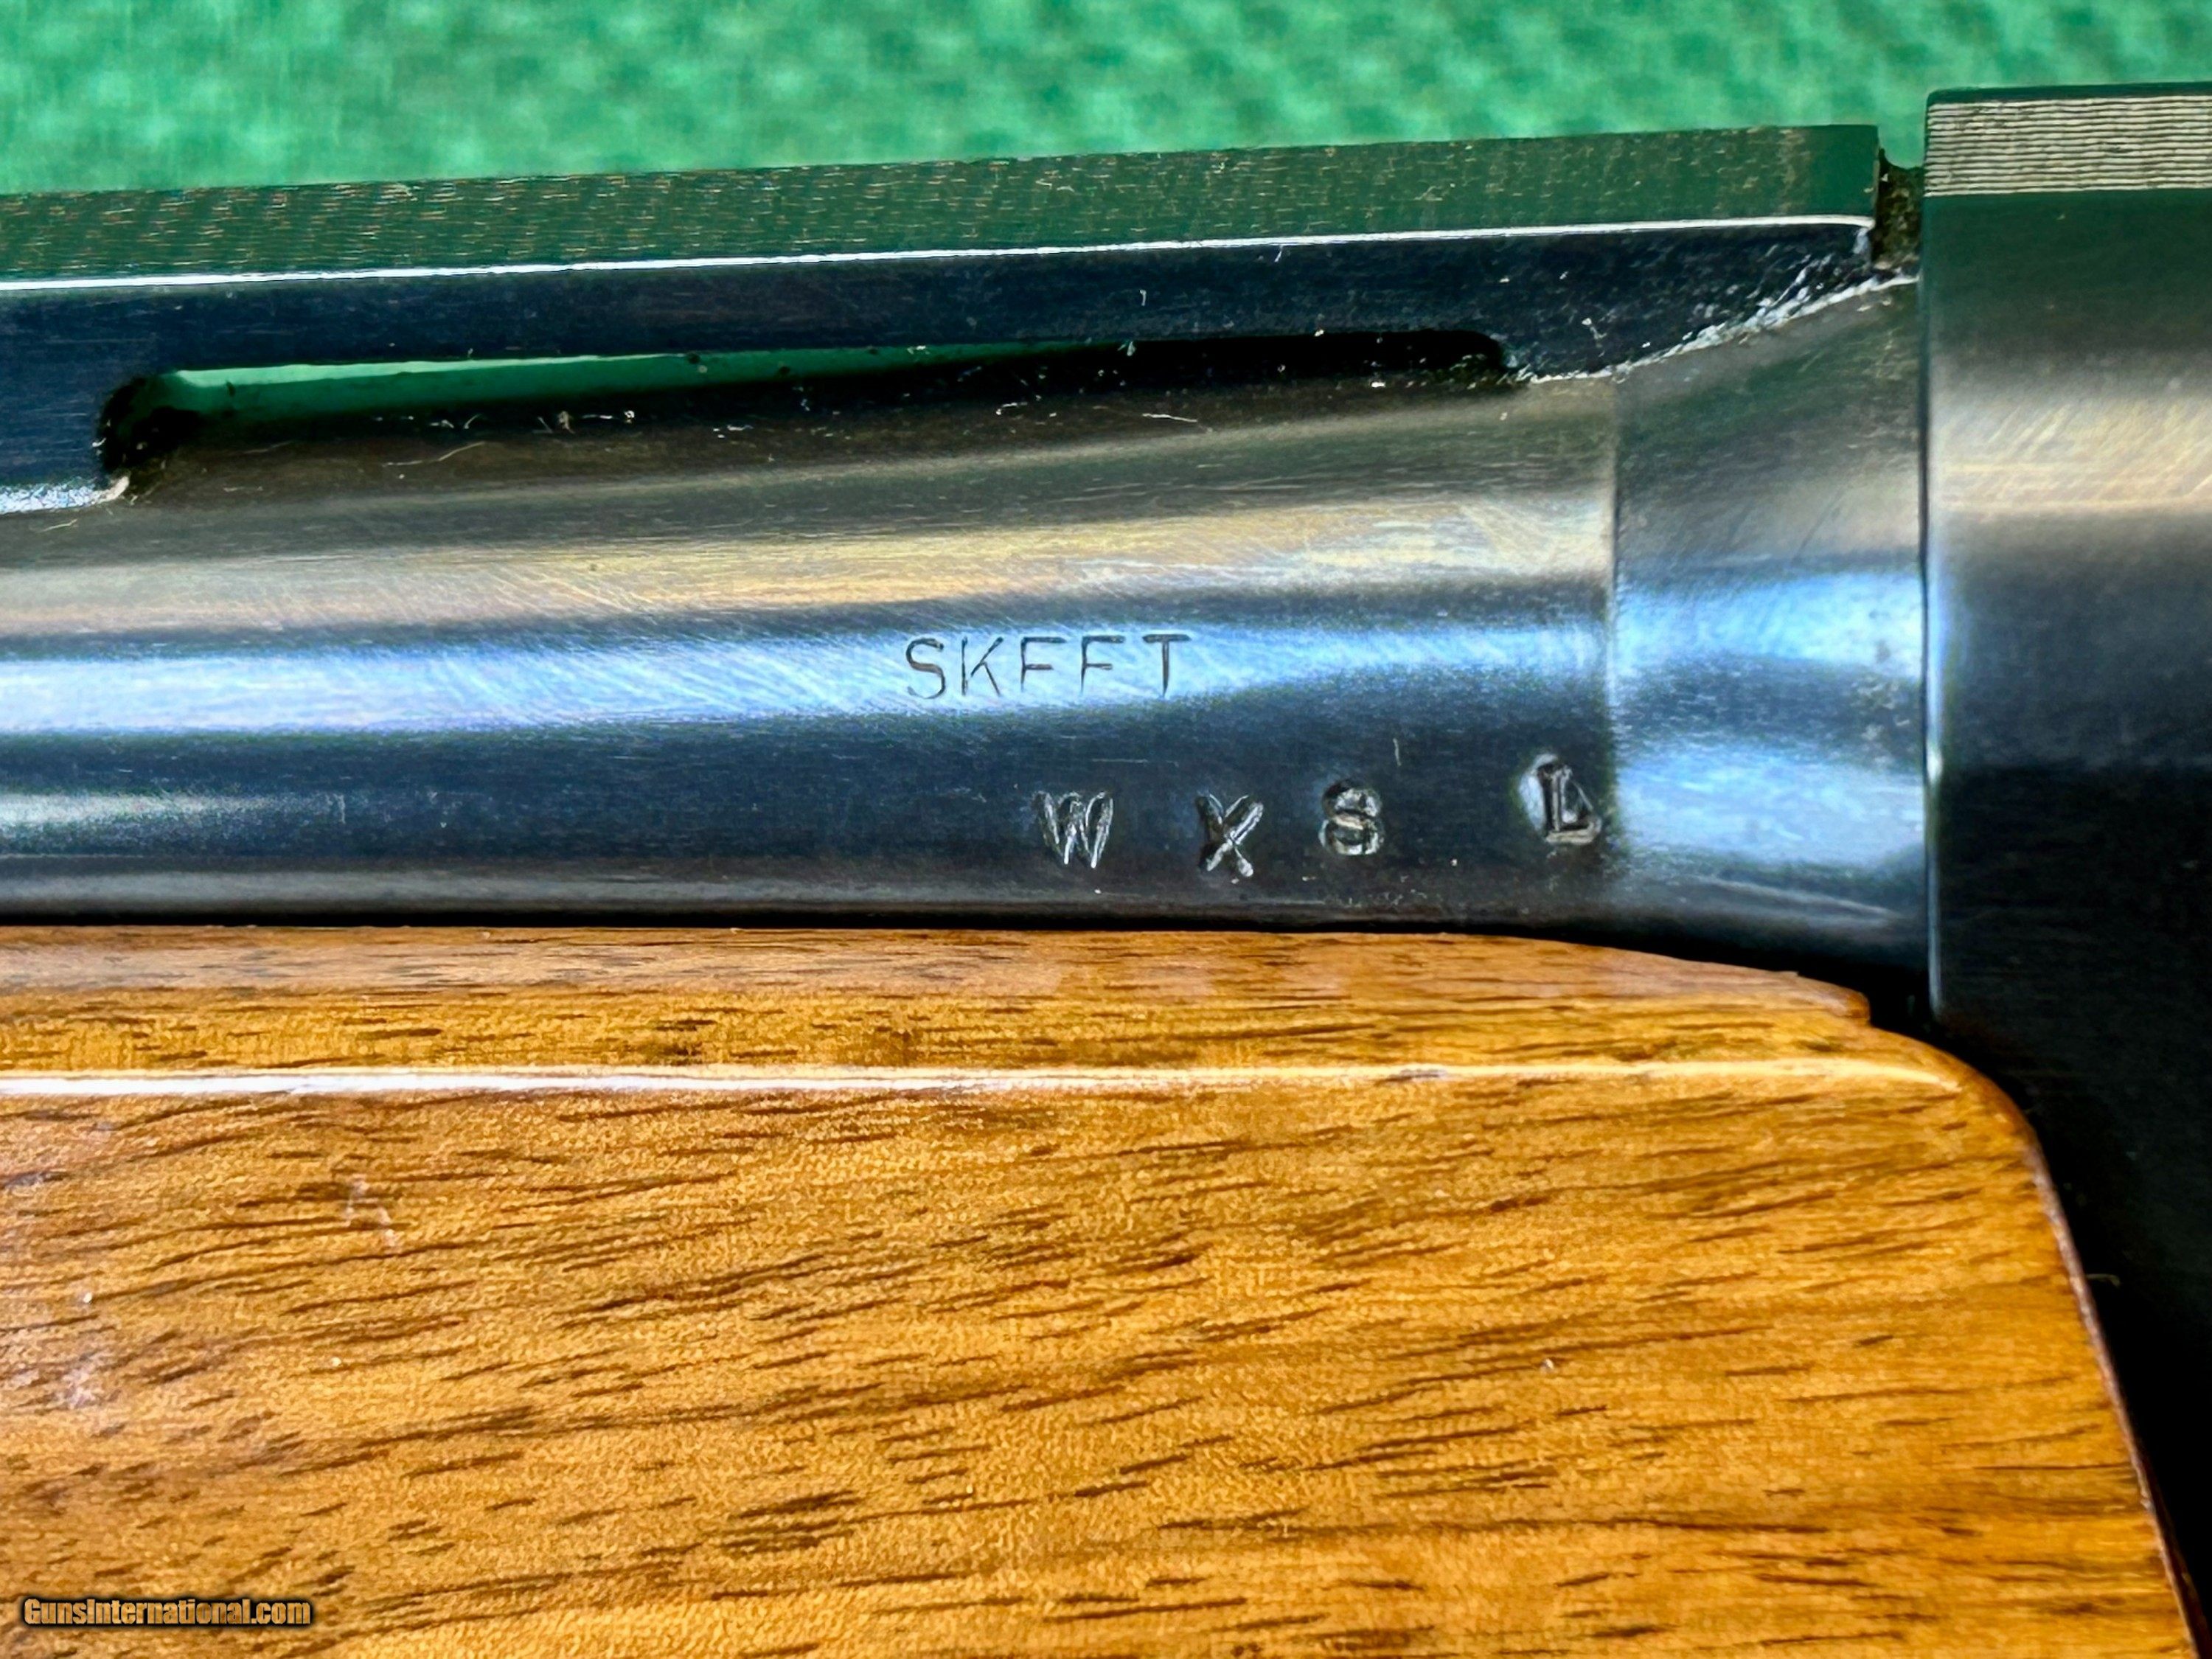 SKEET
W X 8
GunsInternational.com